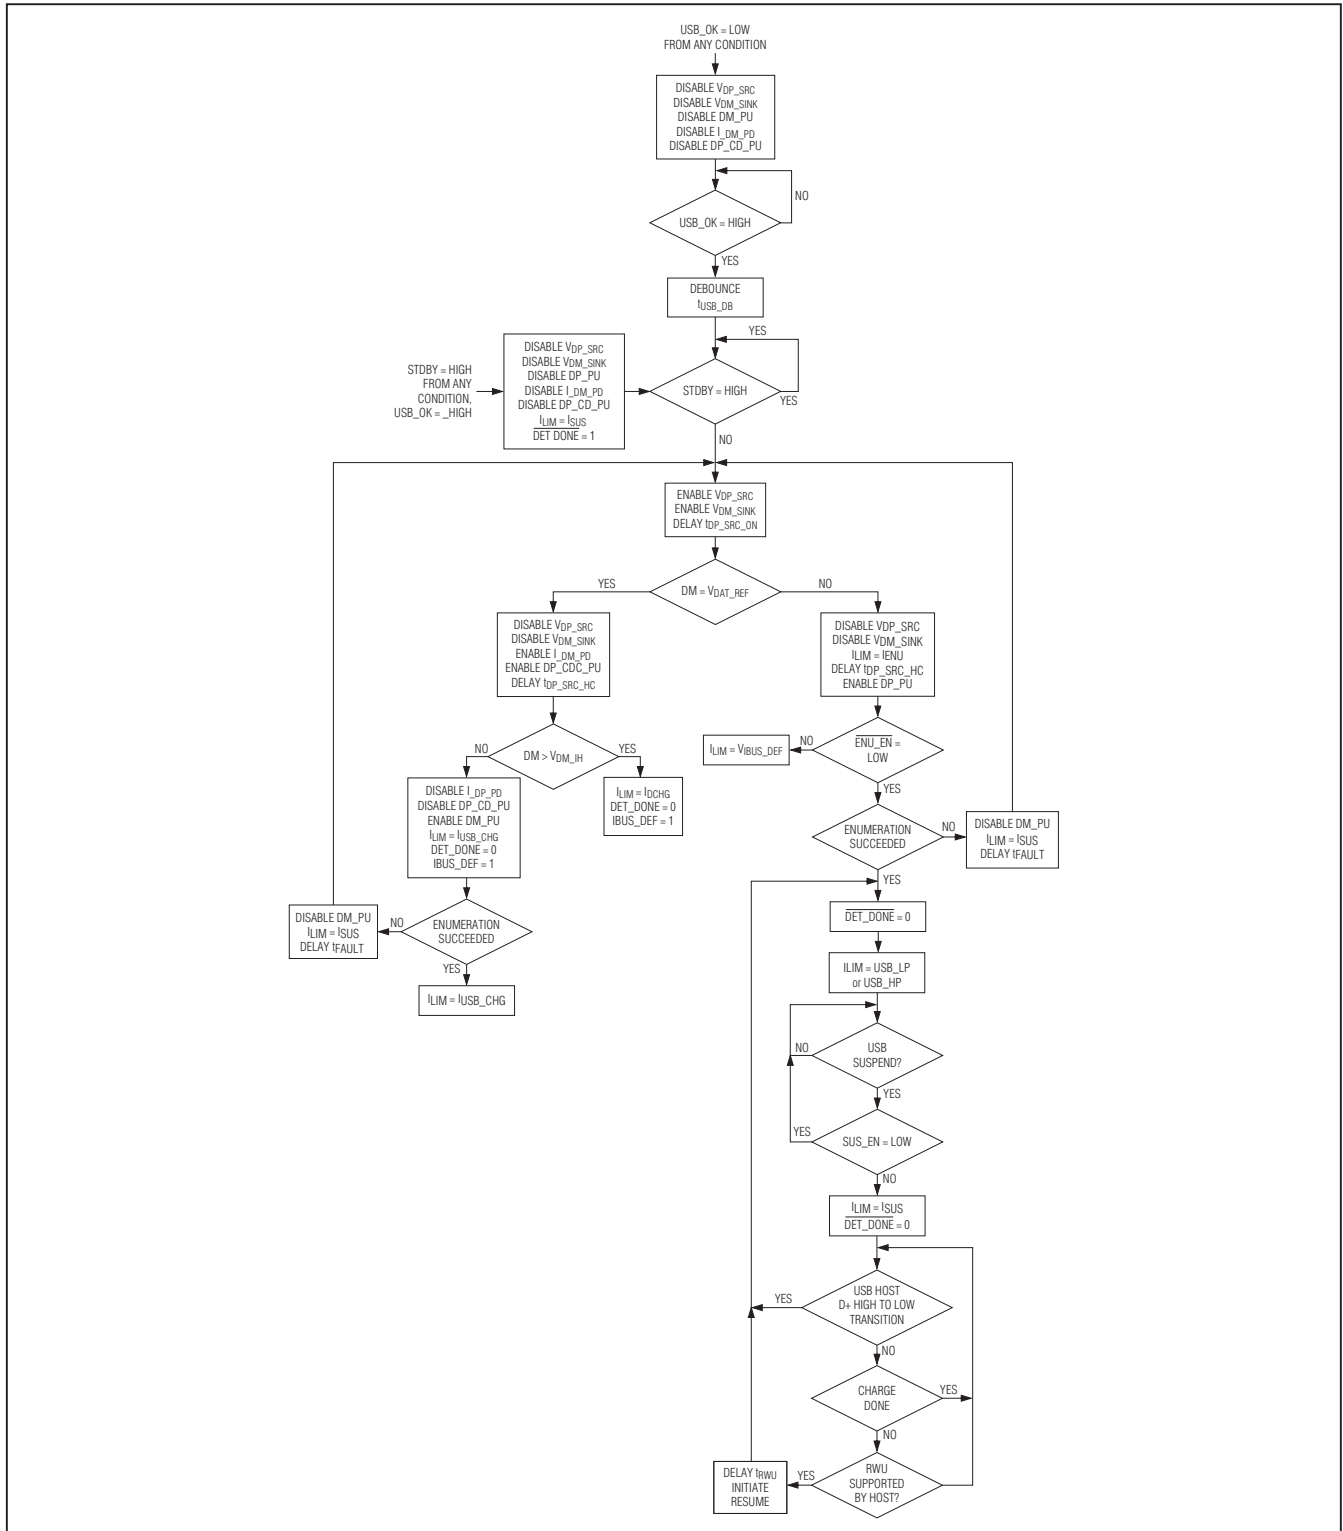 USB_OK = LOW
FROM ANY CONDITION
DISABLE VDP_SRC
DISABLE VDM_SINK
DISABLE DM_PU
DISABLE I_DM_PD
DISABLE DP_CD_PU
NO
USB_OK = HIGH
YES
DEBOUNCE
tUSB_DB
YES
STDBY = HIGH
FROM ANY
CONDITION,
USB_OK = _HIGH
DISABLE VDP_SRC
DISABLE VDM_SINK
DISABLE DP_PU
DISABLE I_DM_PD
DISABLE DP_CD_PU
ILIM = ISUS
DET DONE = 1
STDBY = HIGH
YES
NO
ENABLE VDP_SRC
ENABLE VDM_SINK
DELAY tDP_SRC_ON
YES
DM = VDAT_REF
NO
DISABLE VDP_SRC
DISABLE VDM_SINK
ENABLE I_DM_PD
ENABLE DP_CDC_PU
DELAY tDP_SRC_HC
DISABLE VDP_SRC
DISABLE VDM_SINK
ILIM = IENU
DELAY tDP_SRC_HC
ENABLE DP_PU
NO
DM > VDM_IH
YES
ILIM = VIBUS_DEF
NO
ENU_EN =
LOW
YES
DISABLE I_DP_PD
DISABLE DP_CD_PU
ENABLE DM_PU
ILIM = IUSB_CHG
DET_DONE = 0
IBUS_DEF = 1
ILIM = IDCHG
DET_DONE = 0
IBUS_DEF = 1
ENUMERATION
SUCCEEDED
NO
DISABLE DM_PU
ILIM = ISUS
DELAY tFAULT
YES
DISABLE DM_PU
ILIM = ISUS
DELAY tFAULT
NO
ENUMERATION
SUCCEEDED
YES
ILIM = IUSB_CHG
DET_DONE = 0
ILIM = USB_LP
or USB_HP
NO
USB
SUSPEND?
YES
YES
SUS_EN = LOW
NO
ILIM = ISUS
DET_DONE = 0
YES
USB HOST
D+ HIGH TO LOW
TRANSITION
NO
CHARGE
DONE
YES
NO
DELAY tRWU
INITIATE
RESUME
YES
RWU
SUPPORTED
BY HOST?